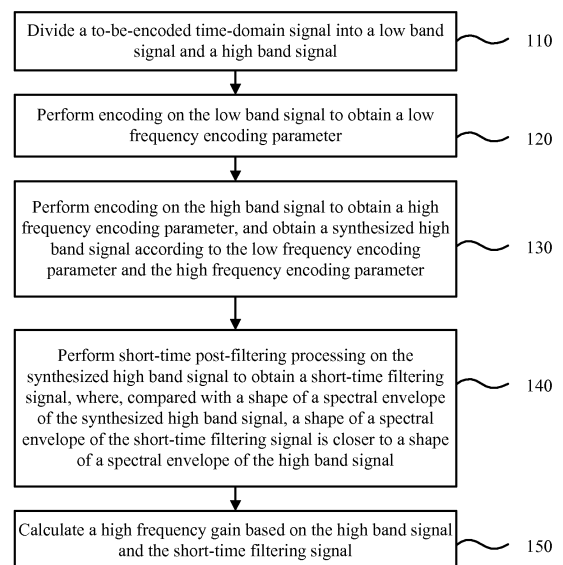 Divide a to-be-encoded time-domain signal into a low band
signal and a high band signal
110
Perform encoding on the low band signal to obtain a low
frequency encoding parameter
120
Perform encoding on the high band signal to obtain a high
frequency encoding parameter, and obtain a synthesized high
band signal according to the low frequency encoding
parameter and the high frequency encoding parameter
130
Perform short-time post-filtering processing on the
synthesized high band signal to obtain a short-time filtering
signal, where, compared with a shape of a spectral envelope
of the synthesized high band signal, a shape of a spectral
envelope of the short-time filtering signal is closer to a shape
of a spectral envelope of the high band signal
140
Calculate a high frequency gain based on the high band signal
and the short-time filtering signal
150